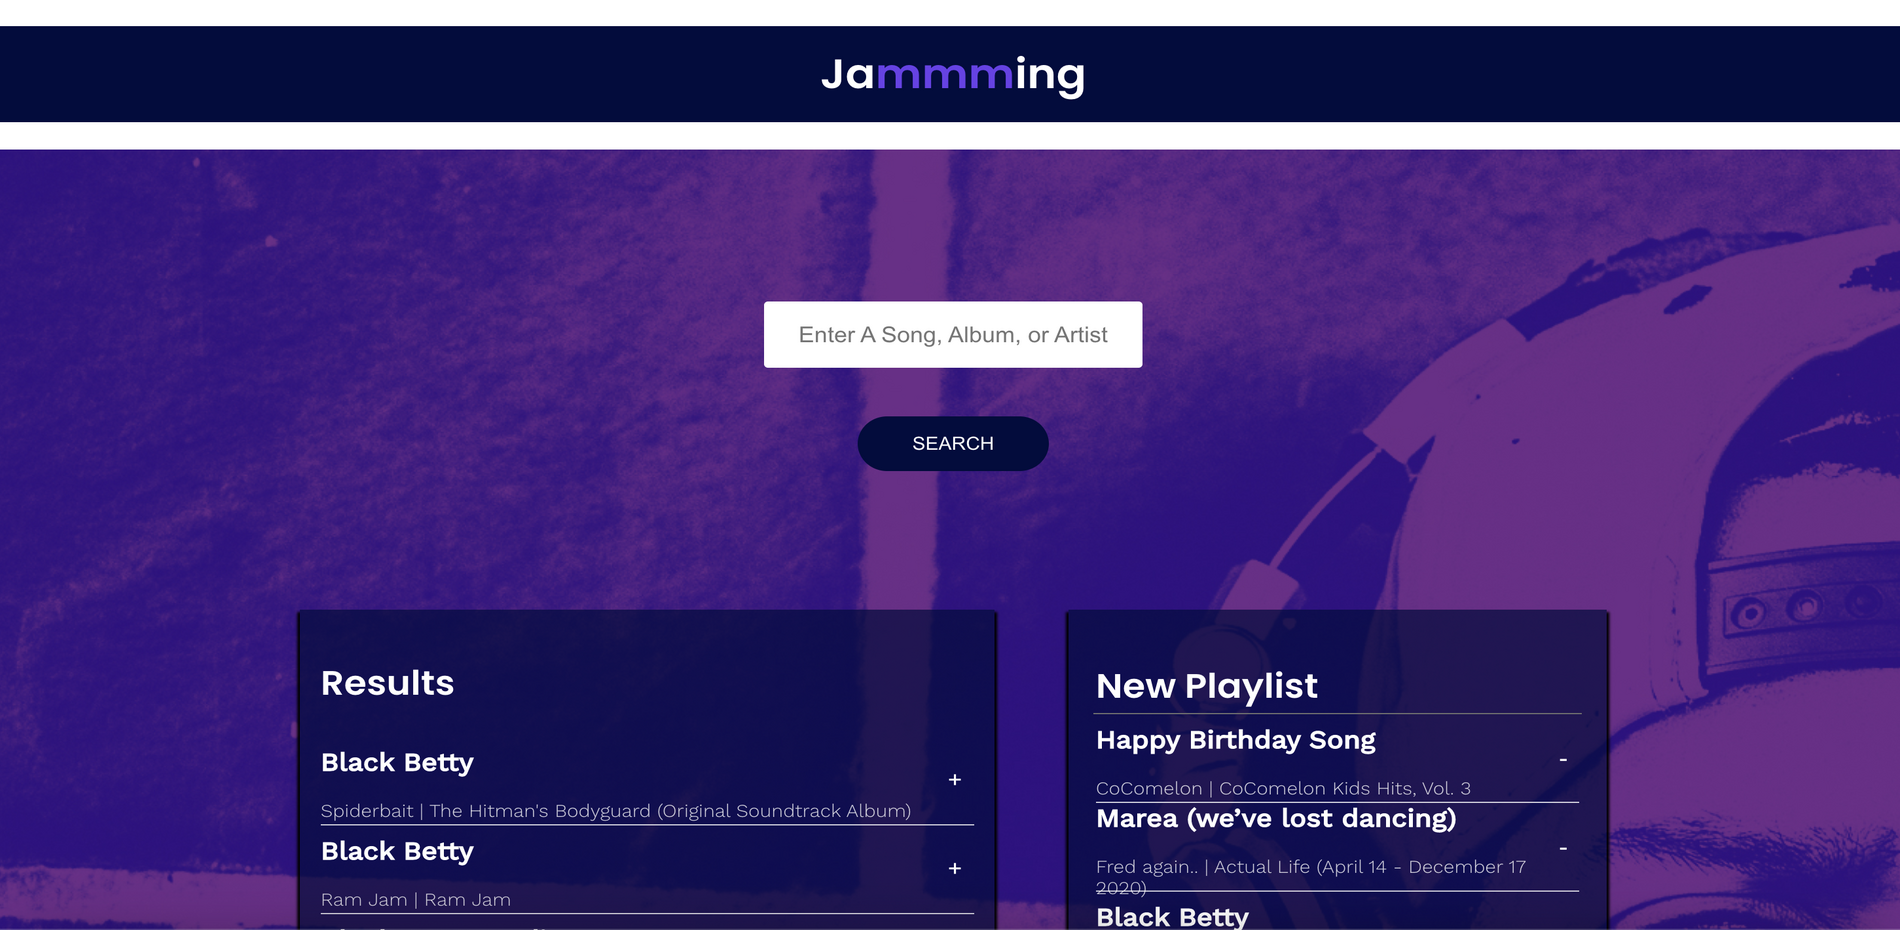 Jammming
Enter A Song, Album, or Artist
SEARCH
Results
Black Betty
+
Spiderbait | The Hitman's Bodyguard (Original Soundtrack Album)
Black Betty
+
Ram Jam | Ram Jam
New Playlist
Happy Birthday Song
-
CoComelon | CoComelon Kids Hits, Vol. 3
Marea (we’ve lost dancing)
-
Fred again.. | Actual Life (April 14 - December 17
2020)
Black Betty